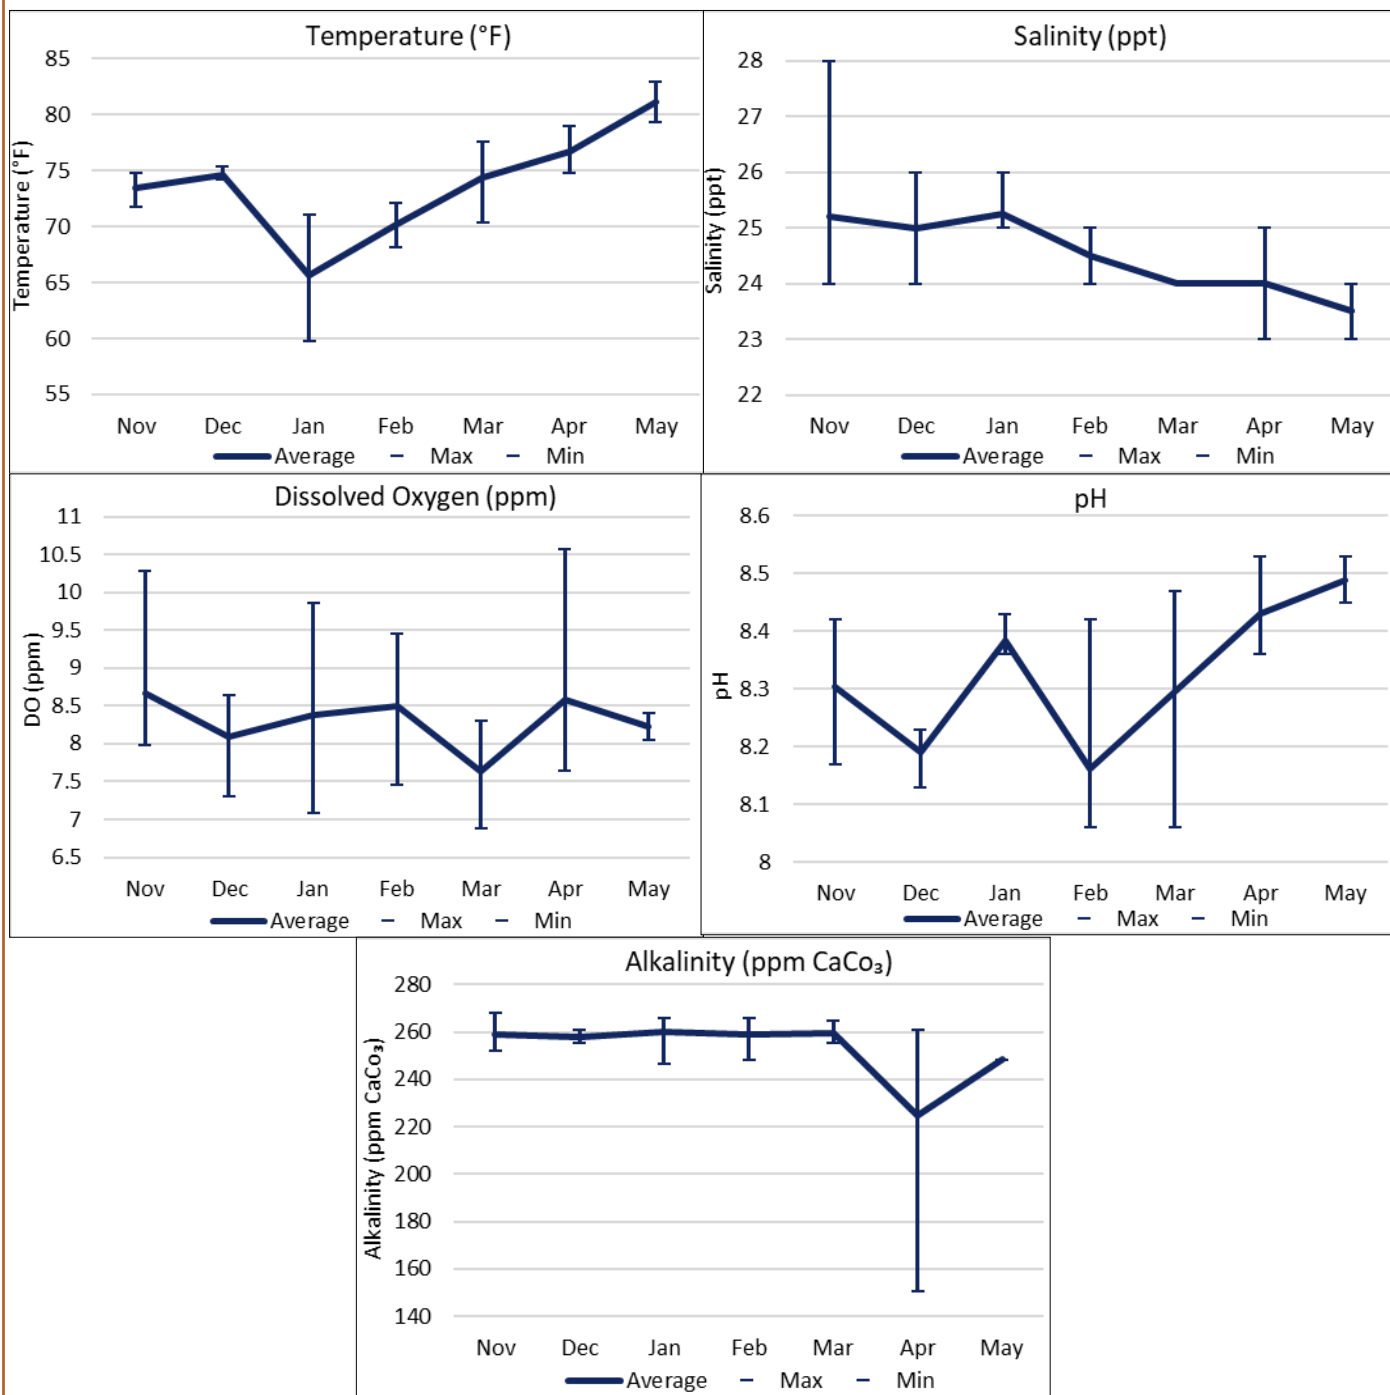 Temperature (°F)
Temperature (°F)
85
80
75
70
65
60
55
Nov Dec Jan Feb Mar Apr May
Average Max Min
Salinity (ppt)
Salinity (ppt)
28
27
26
25
24
23
22
Nov Dec Jan Feb Mar Apr May
Average Max Min
Dissolved Oxygen (ppm)
DO (ppm)
11
10.5
10
9.5
9
8.5
8
7.5
7
6.5
Nov Dec Jan Feb Mar Apr May
Average Max Min
pH
pH
8.6
8.5
8.4
8.3
8.2
8.1
8
Nov Dec Jan Feb Mar Apr May
Average Max Min
Alkalinity (ppm CaCo₃)
Alkalinity (ppm CaCo₃)
280
260
240
220
200
180
160
140
Nov Dec Jan Feb Mar Apr May
Average Max Min